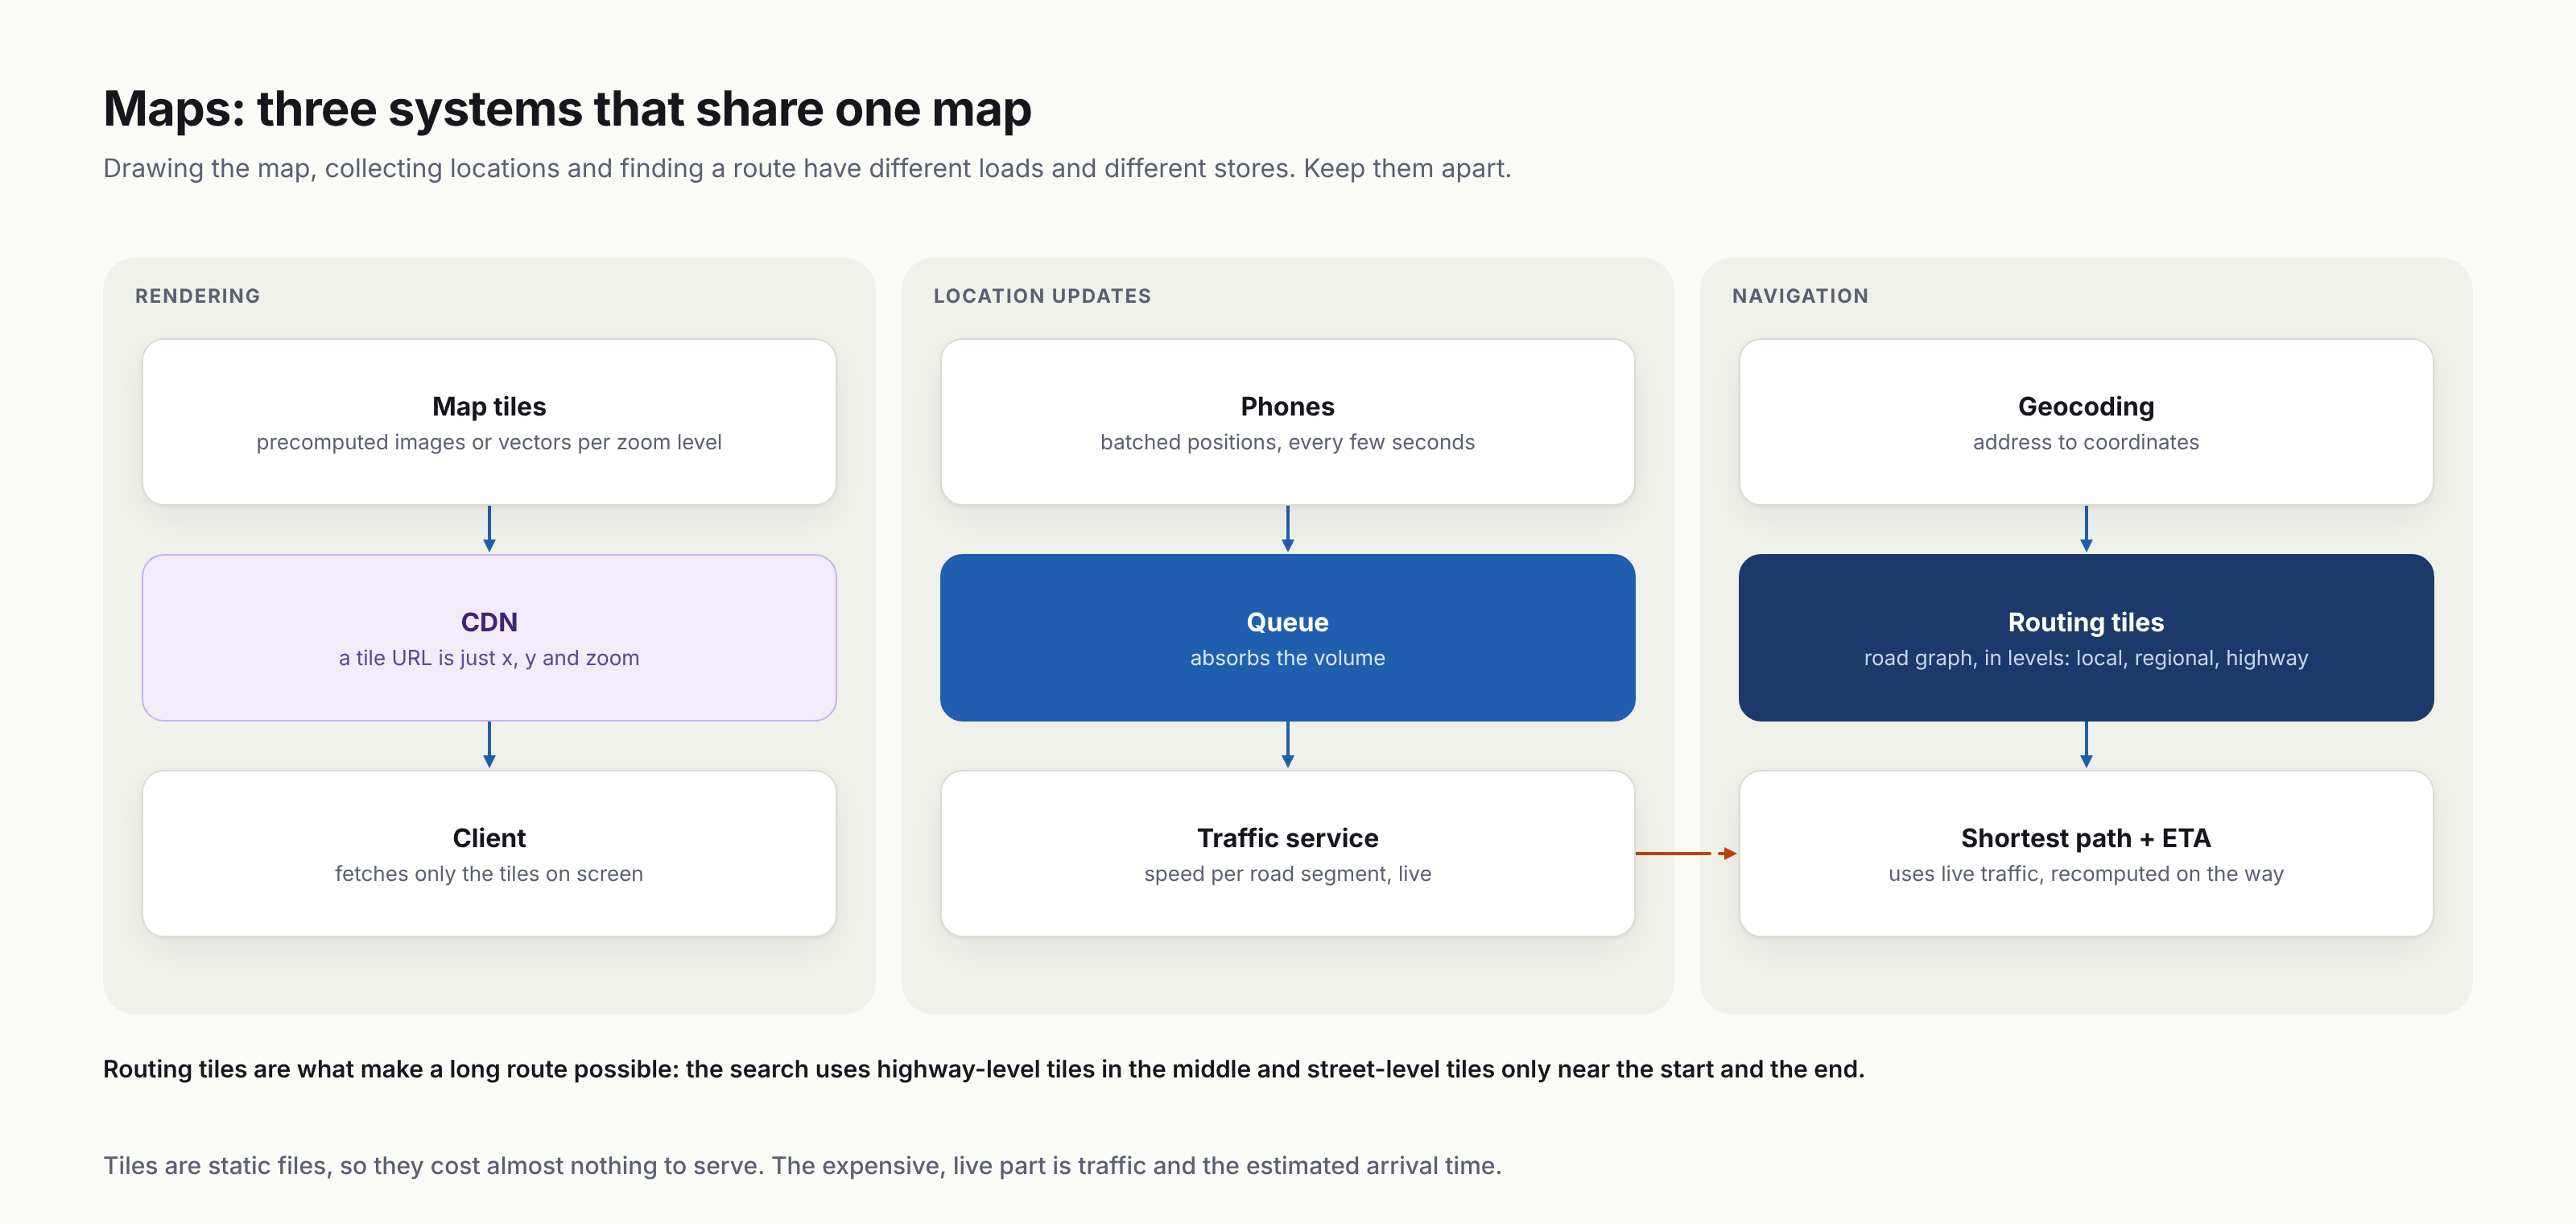 Maps: three systems that share one map
Drawing the map, collecting locations and finding a route have different loads and different stores. Keep them apart.
RENDERING
Map tiles
precomputed images or vectors per zoom level
CDN
a tile URL is just x, y and zoom
Client
fetches only the tiles on screen
LOCATION UPDATES
Phones
batched positions, every few seconds
Queue
absorbs the volume
Traffic service
speed per road segment, live
NAVIGATION
Geocoding
address to coordinates
Routing tiles
road graph, in levels: local, regional, highway
Shortest path + ETA
uses live traffic, recomputed on the way
Routing tiles are what make a long route possible: the search uses highway-level tiles in the middle and street-level tiles only near the start and the end.
Tiles are static files, so they cost almost nothing to serve. The expensive, live part is traffic and the estimated arrival time.